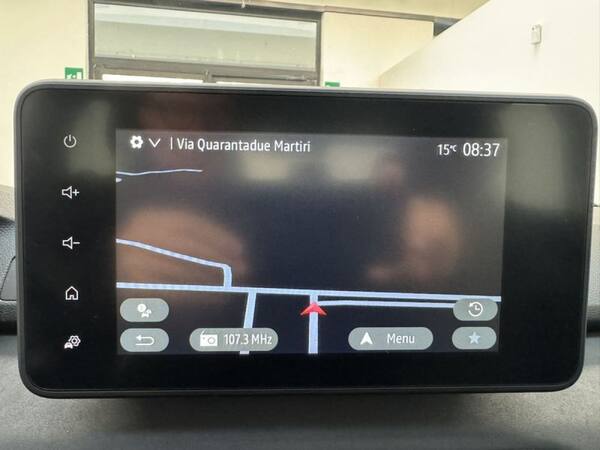 Via Quarantadue Martiri
15°C 08:37
107.3 MHz
Menu